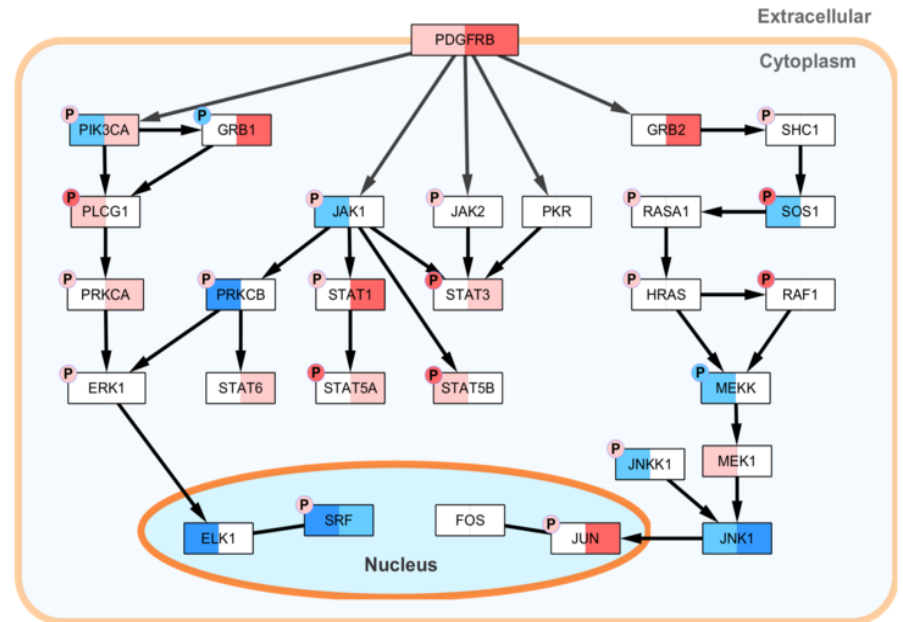 Extracellular
PDGFRB
Cytoplasm
P
PIK3CA
P
GRB1
GRB2
P
SHC1
P
PLCG1
P
JAK1
P
JAK2
PKR
P
RASA1
P
SOS1
P
PRKCA
P
PRKCB
P
STAT1
P
STAT3
P
HRAS
P
RAF1
P
ERK1
STAT6
P
STAT5A
P
STAT5B
P
MEKK
P
JNKK1
MEK1
P
SRF
FOS
ELK1
P
JUN
JNK1
Nucleus